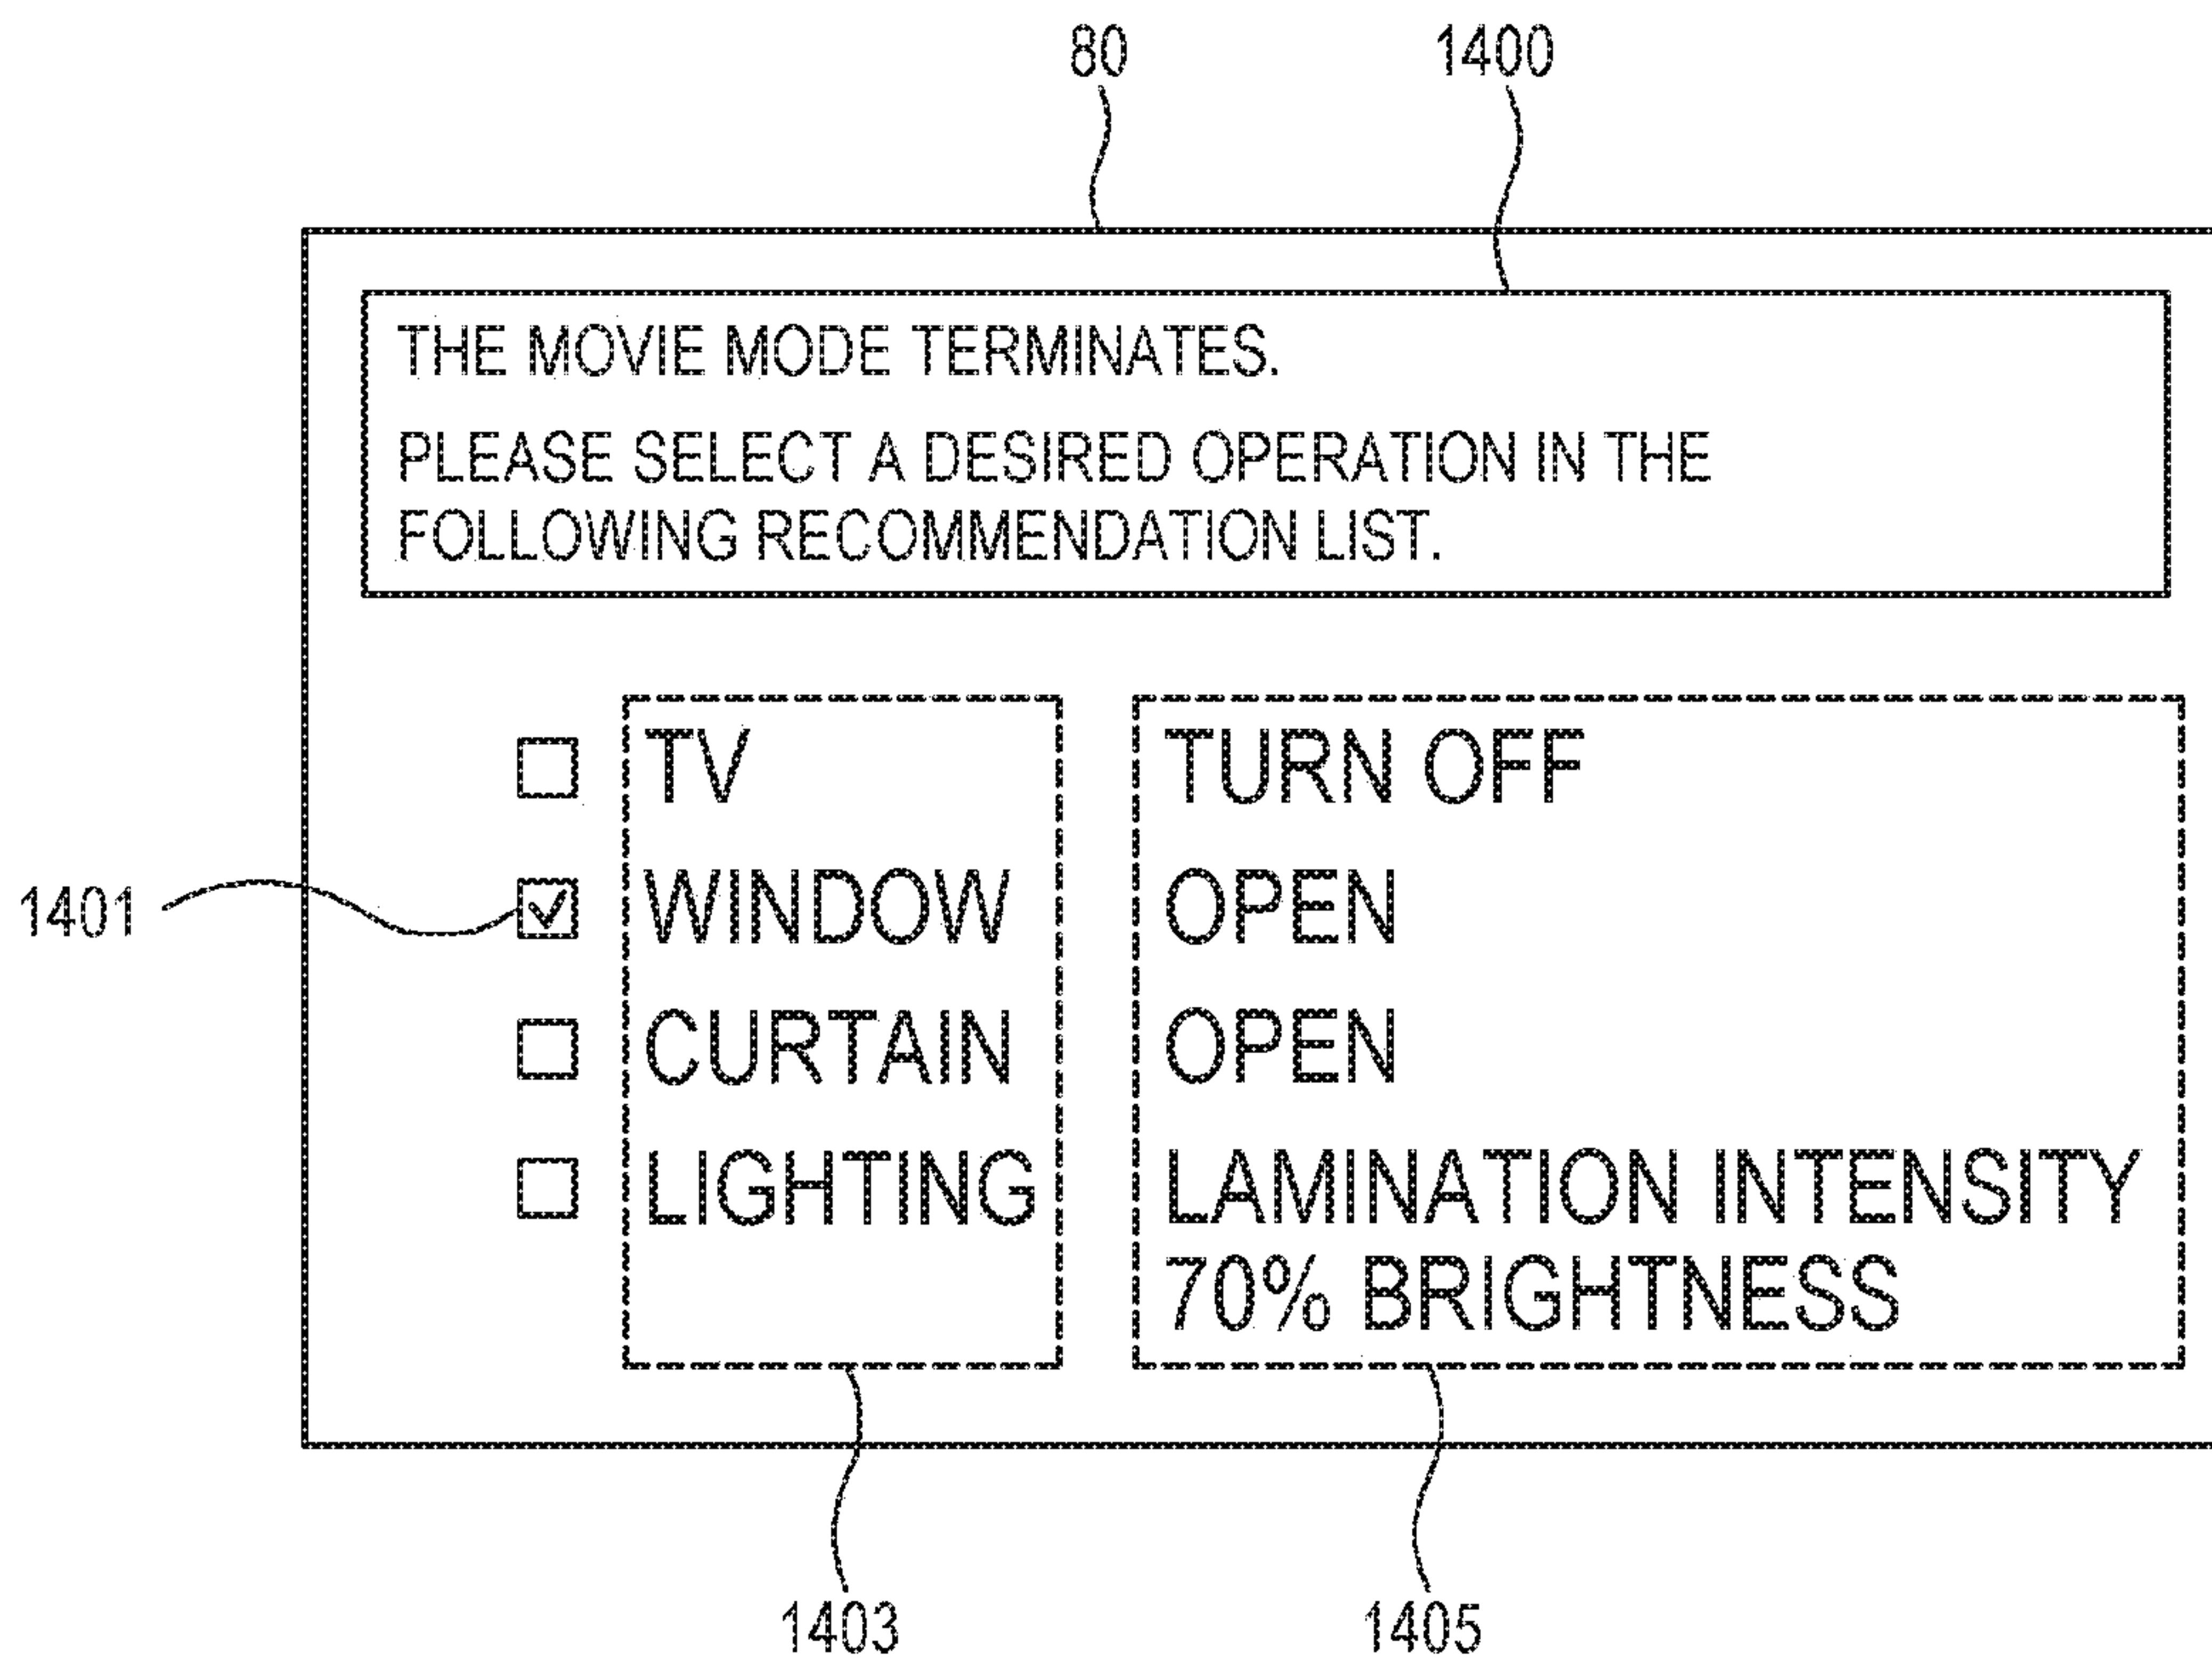 80 1400
THE MOVIE MODE TERMINATES.
PLEASE SELECT A DESIRED OPERATION IN THE
FOLLOWING RECOMMENDATION LIST.
TV TURN OFF
1401 WINDOW OPEN
CURTAIN OPEN
LIGHTING LAMINATION INTENSITY
70% BRIGHTNESS
1403 1405